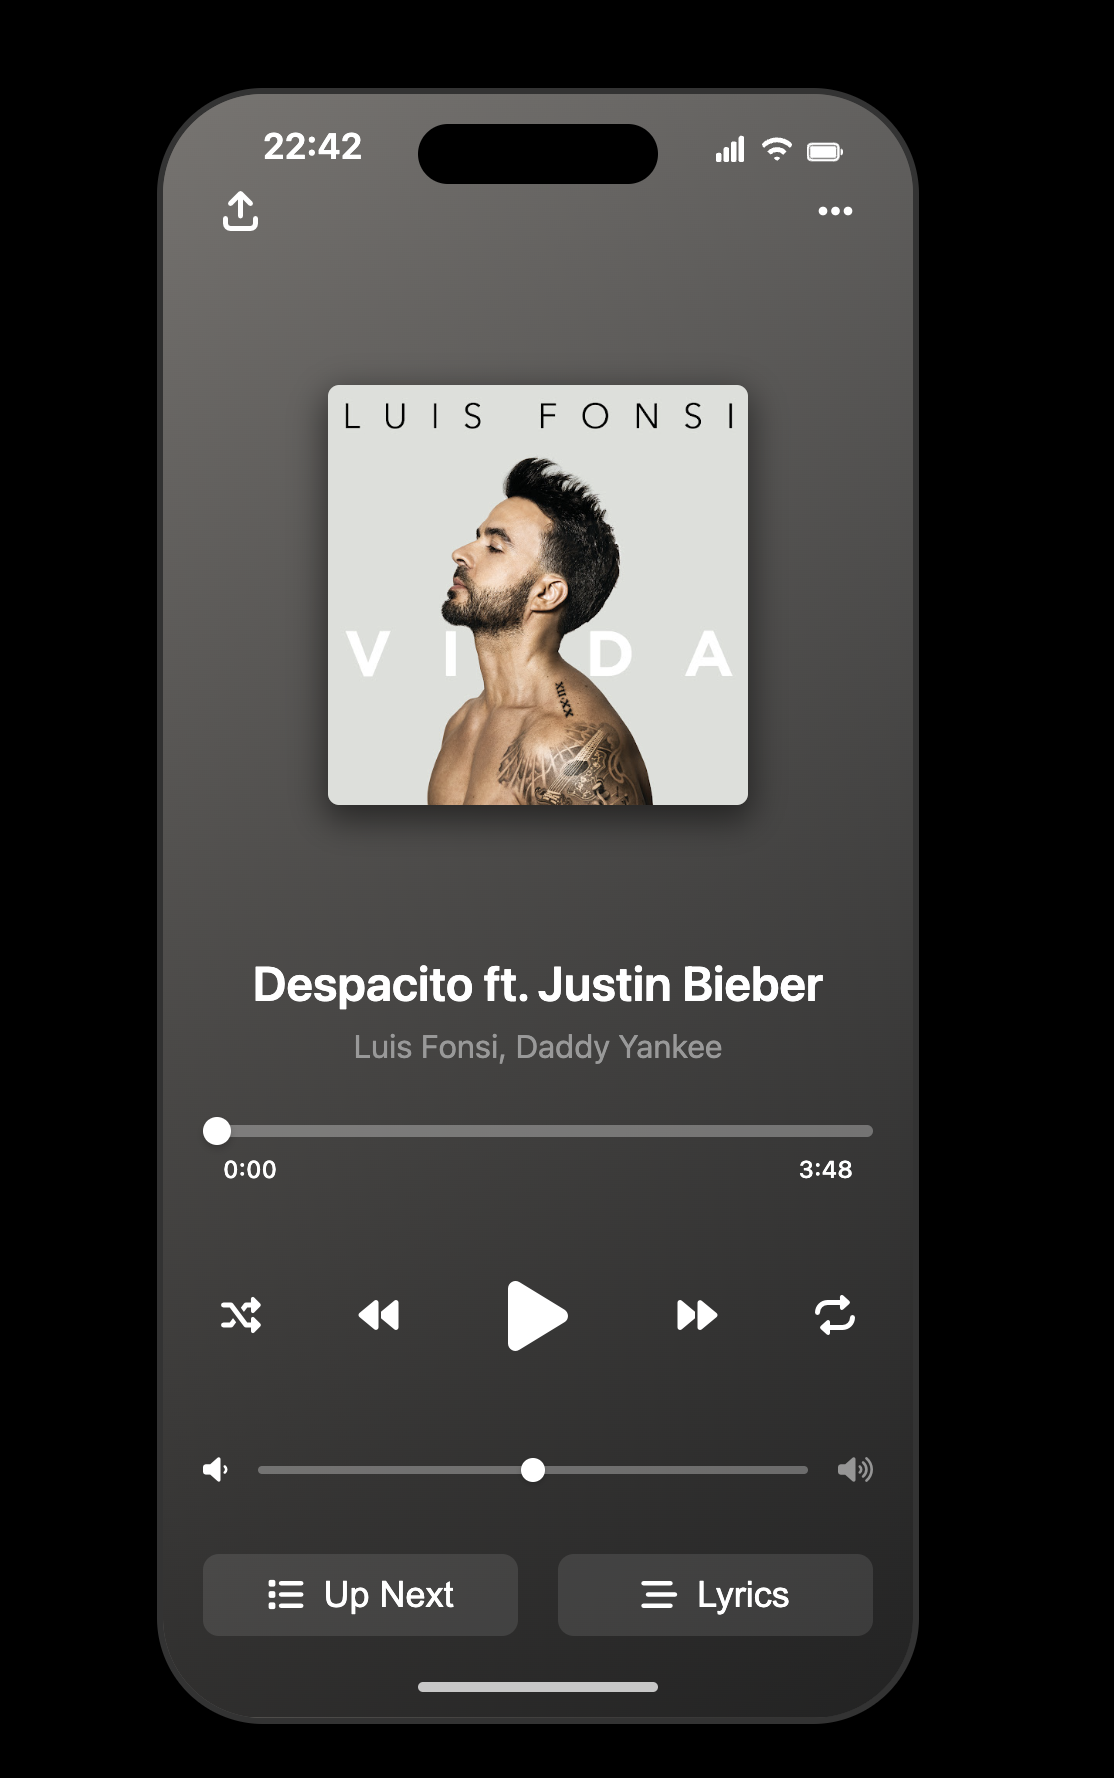 22:42
LUIS FONSI
VIDA
XII·XX
Despacito ft. Justin Bieber
Luis Fonsi, Daddy Yankee
0:00 3:48
Up Next Lyrics